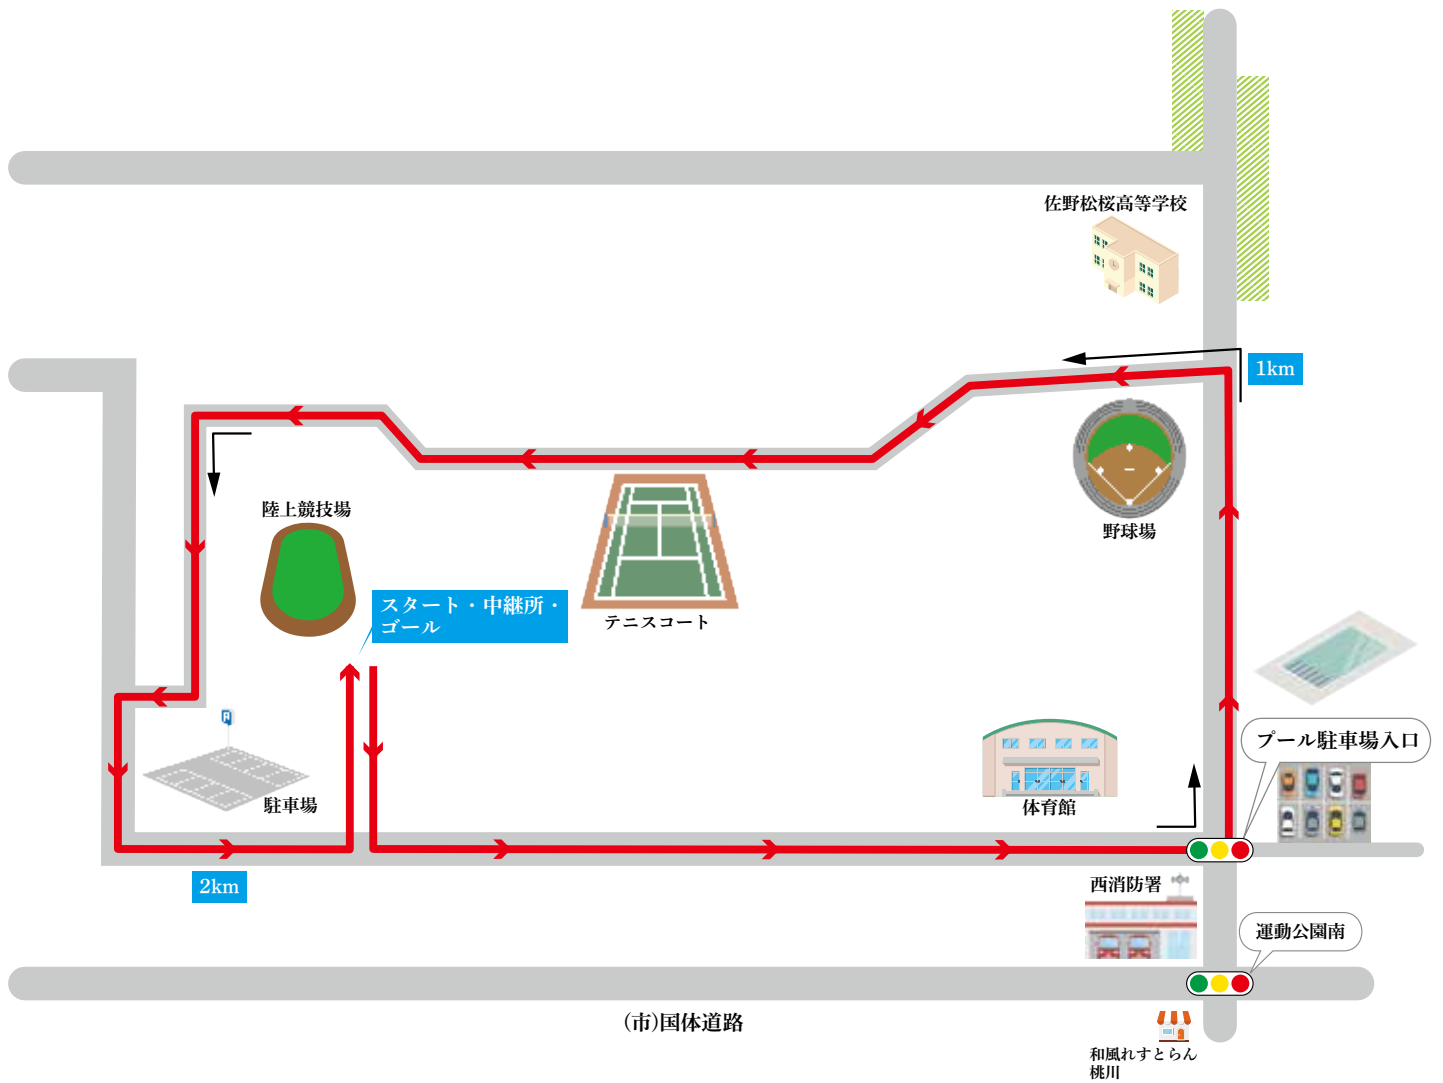 佐野松桜高等学校
1km
陸上競技場
野球場
スタート・中継所・
ゴール
テニスコート
P
プール駐車場入口
駐車場
体育館
2km
西消防署
運動公園南
(市)国体道路
和風れすとらん
桃川